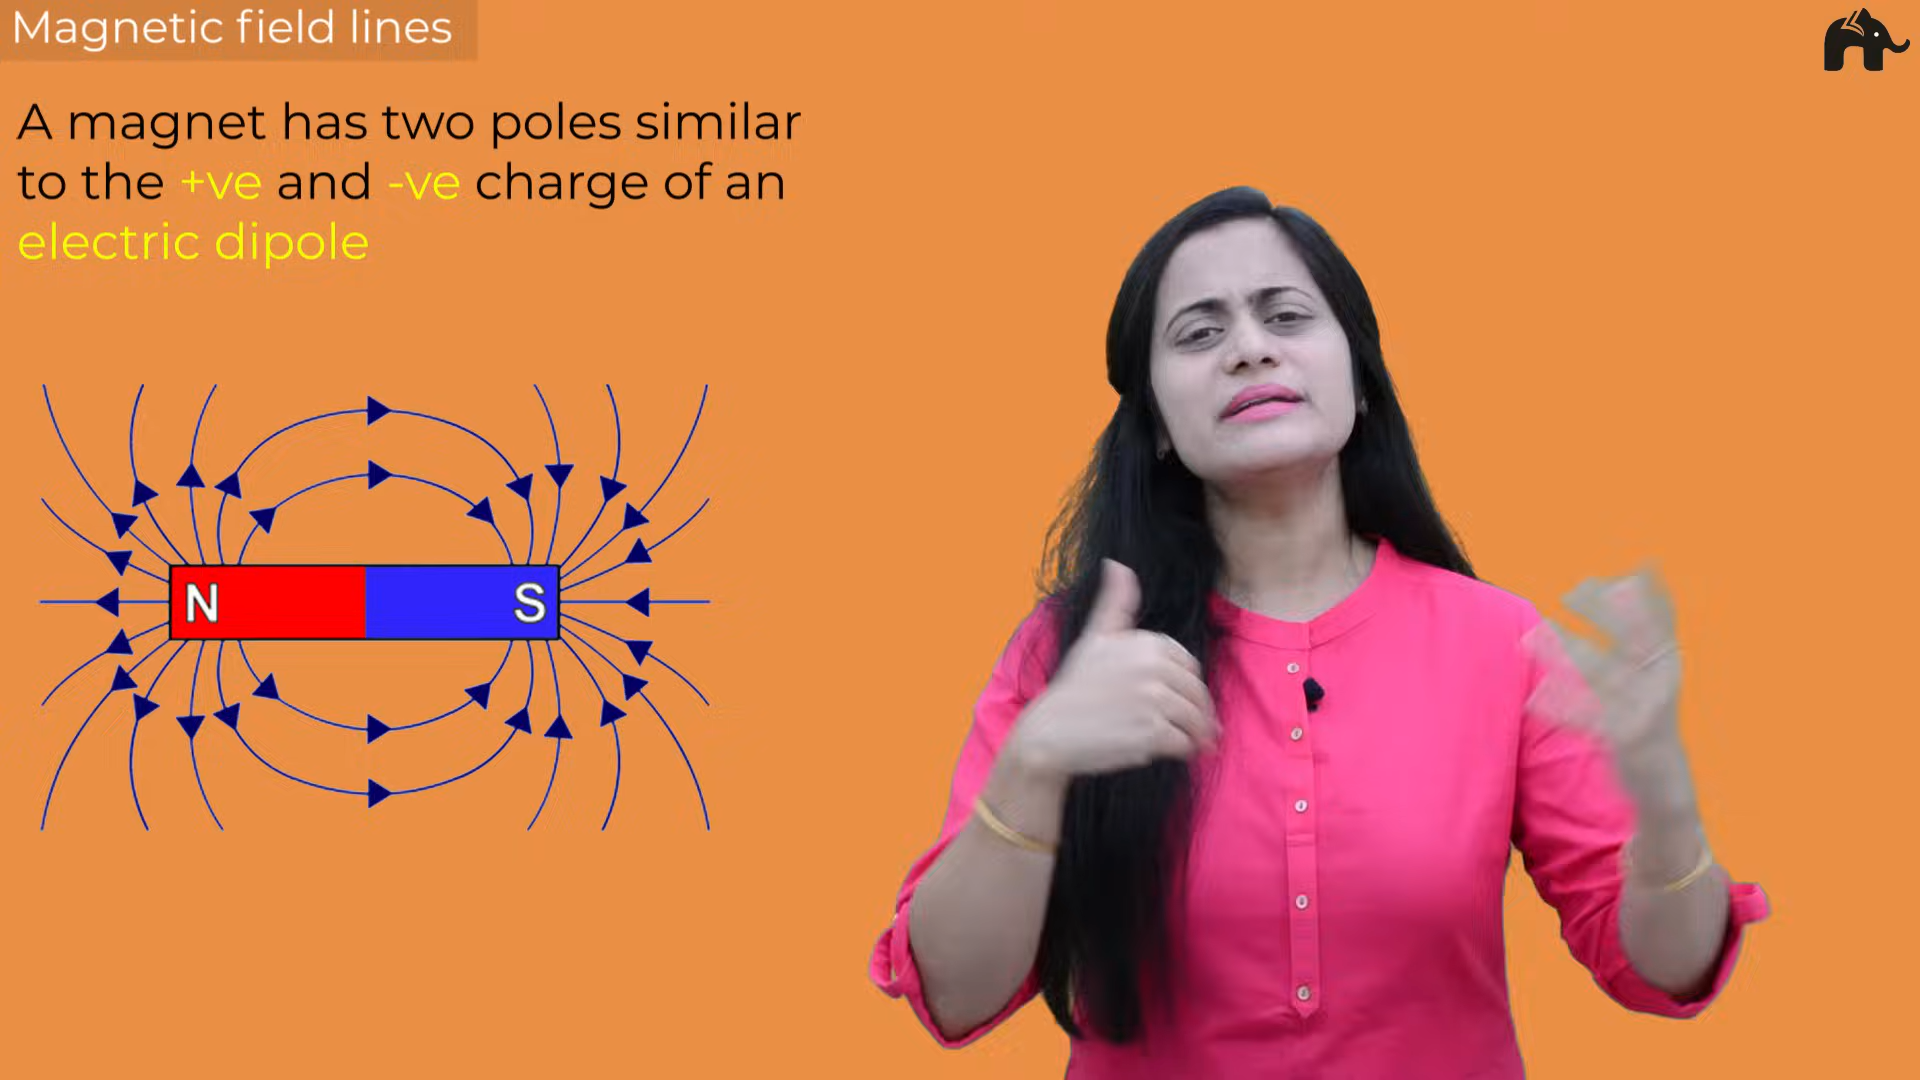 Magnetic field lines
A magnet has two poles similar
to the +ve and -ve charge of an
electric dipole
N S